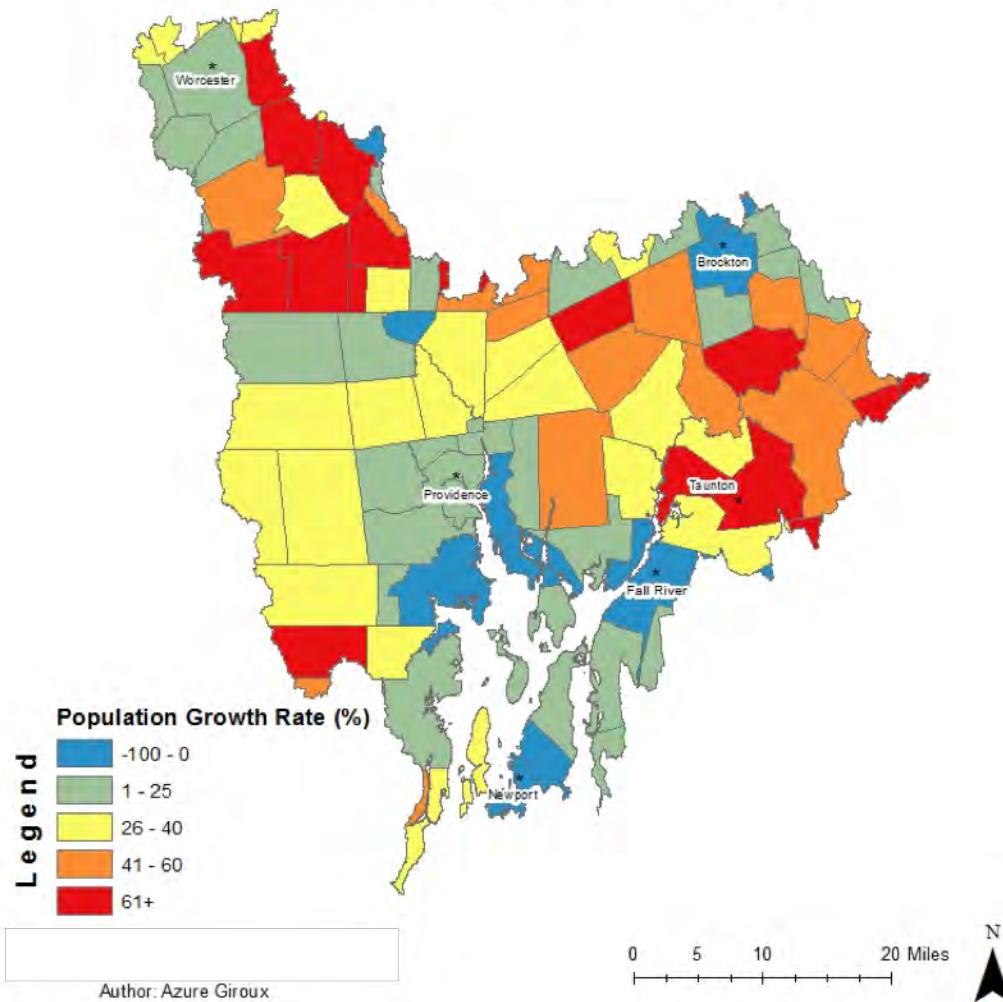 *
Worcester
*
Brockton
*
Providence
Taunton
*
*
Fall River
*
Newport
Population Growth Rate (%)
Legend
-100 - 0
1 - 25
26 - 40
41 - 60
61+
Author: Azure Giroux
0 5 10 20 Miles
N